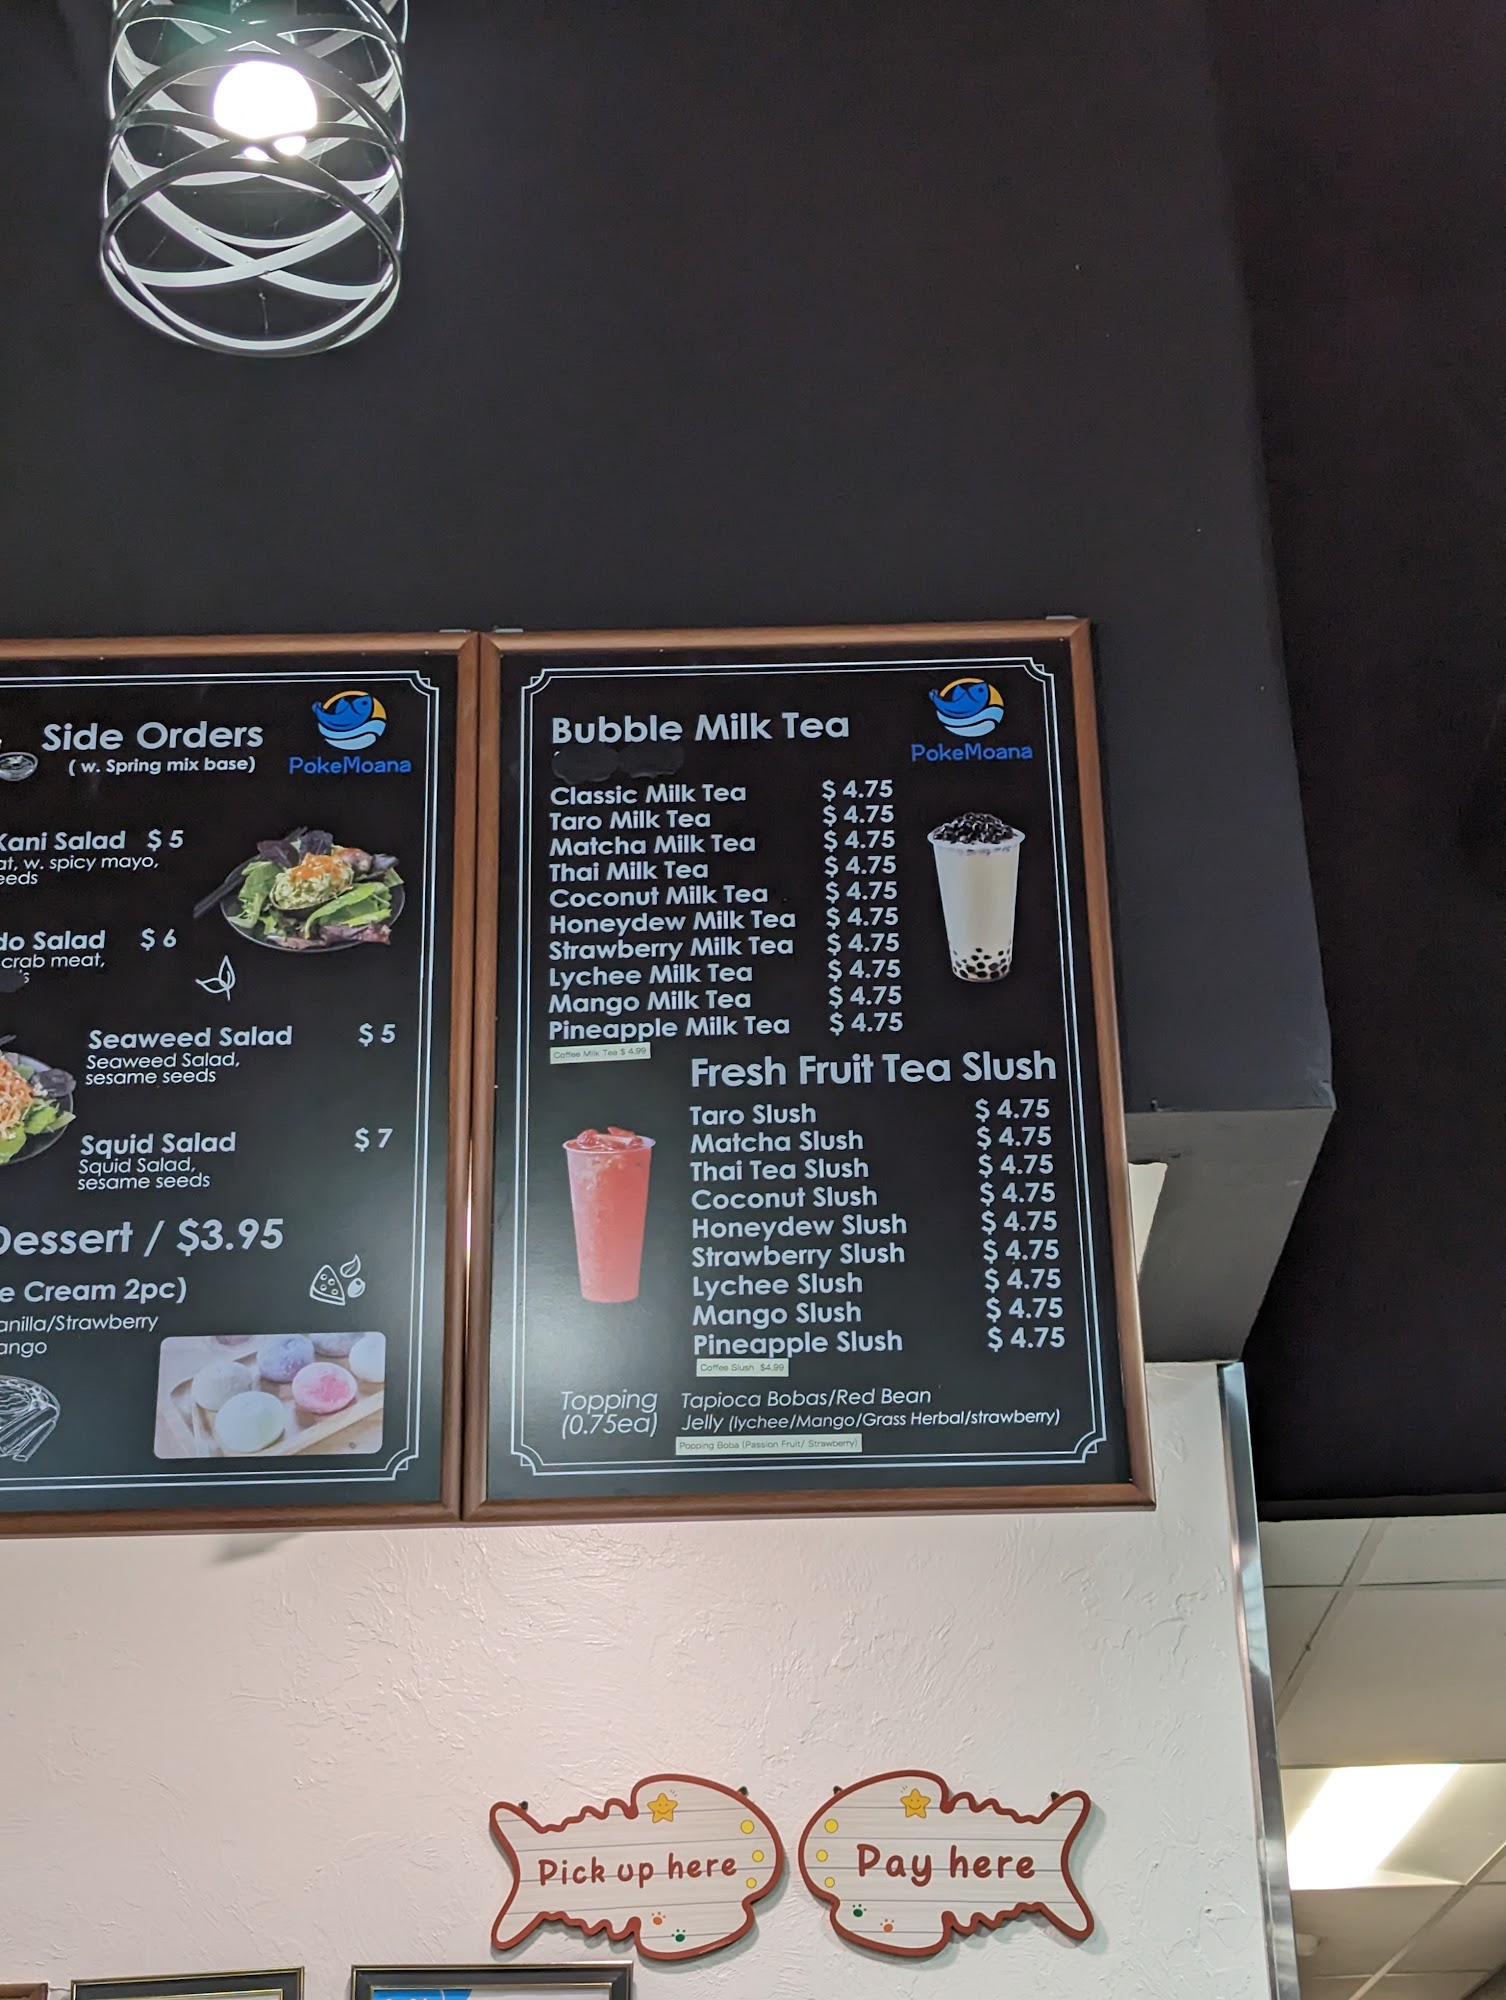 Side Orders
( w. Spring mix base)
PokeMoana
Kani Salad $ 5
at, w. spicy mayo,
eeds
do Salad $ 6
crab meat,
s
Seaweed Salad $ 5
Seaweed Salad,
sesame seeds
Squid Salad $ 7
Squid Salad,
sesame seeds
Dessert / $3.95
e Cream 2pc)
anilla/Strawberry
ango
Bubble Milk Tea
PokeMoana
Classic Milk Tea $ 4.75
Taro Milk Tea $ 4.75
Matcha Milk Tea $ 4.75
Thai Milk Tea $ 4.75
Coconut Milk Tea $ 4.75
Honeydew Milk Tea $ 4.75
Strawberry Milk Tea $ 4.75
Lychee Milk Tea $ 4.75
Mango Milk Tea $ 4.75
Pineapple Milk Tea $ 4.75
Coffee Milk Tea $ 4.99
Fresh Fruit Tea Slush
Taro Slush $ 4.75
Matcha Slush $ 4.75
Thai Tea Slush $ 4.75
Coconut Slush $ 4.75
Honeydew Slush $ 4.75
Strawberry Slush $ 4.75
Lychee Slush $ 4.75
Mango Slush $ 4.75
Pineapple Slush $ 4.75
Coffee Slush $4.99
Topping Tapioca Bobas/Red Bean
(0.75ea) Jelly (lychee/Mango/Grass Herbal/strawberry)
Popping Boba (Passion Fruit/ Strawberry)
Pick up here
Pay here